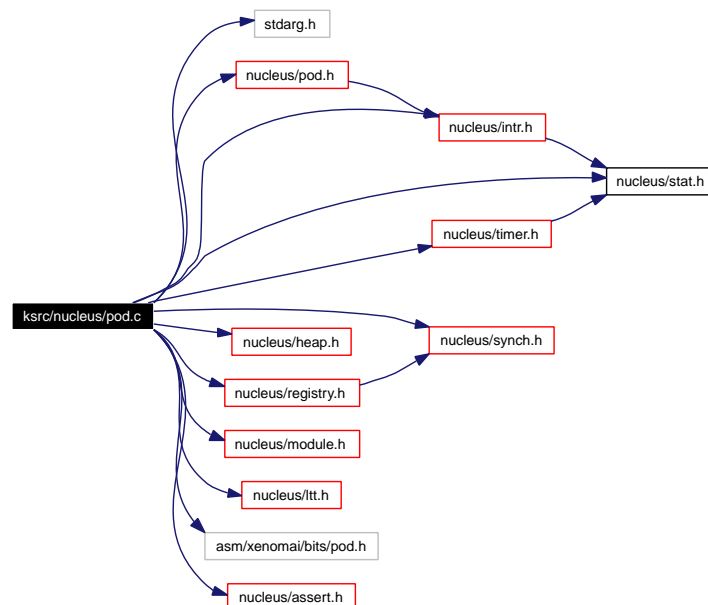 stdarg.h
nucleus/pod.h
nucleus/intr.h
nucleus/stat.h
nucleus/timer.h
ksrc/nucleus/pod.c
nucleus/heap.h
nucleus/synch.h
nucleus/registry.h
nucleus/module.h
nucleus/ltt.h
asm/xenomai/bits/pod.h
nucleus/assert.h